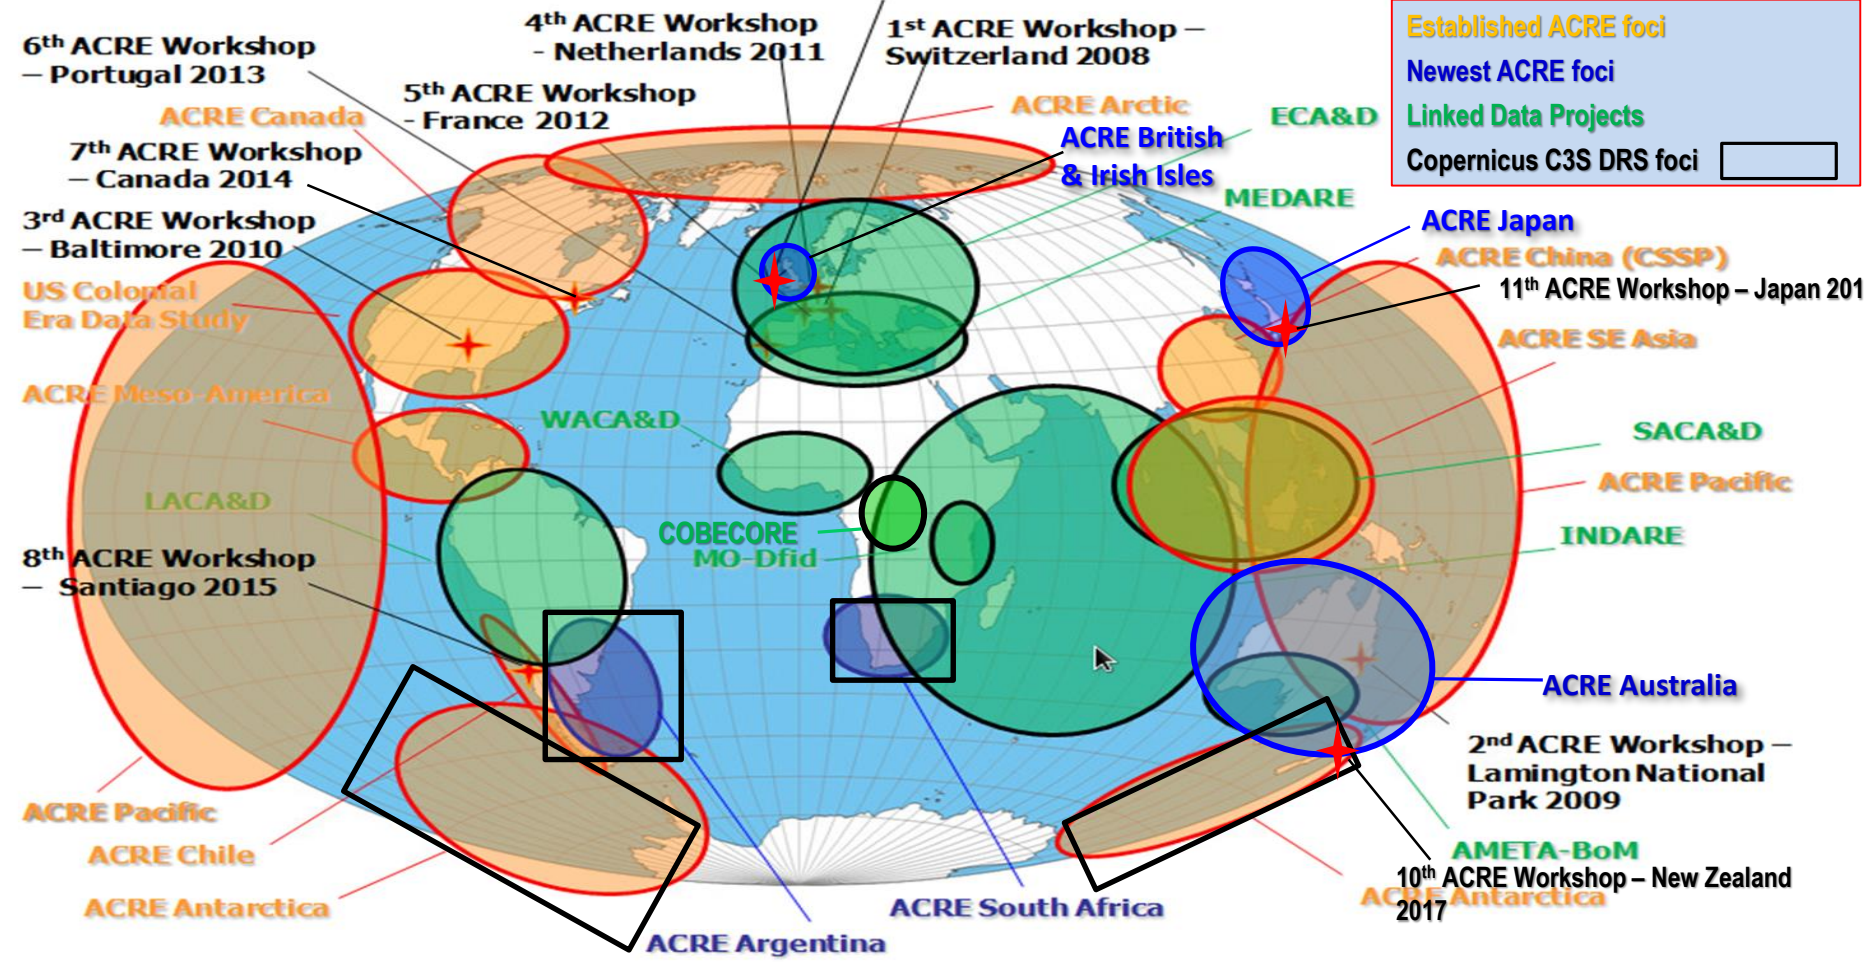 4th ACRE Workshop
- Netherlands 2011
1st ACRE Workshop –
Switzerland 2008
6th ACRE Workshop
– Portugal 2013
5th ACRE Workshop
- France 2012
ACRE Canada
7th ACRE Workshop
– Canada 2014
3rd ACRE Workshop
– Baltimore 2010
US Colonial
Era Data Study
ACRE Meso-America
LACA&D
8th ACRE Workshop
– Santiago 2015
ACRE Pacific
ACRE Chile
ACRE Antarctica
ACRE Arctic
ACRE British
& Irish Isles
ECA&D
MEDARE
Established ACRE foci
Newest ACRE foci
Linked Data Projects
Copernicus C3S DRS foci
ACRE Japan
ACRE China (CSSP)
11th ACRE Workshop – Japan 201
ACRE SE Asia
SACA&D
ACRE Pacific
INDARE
WACA&D
COBECORE
MO-Dfid
ACRE Australia
2nd ACRE Workshop –
Lamington National
Park 2009
AMETA-BoM
10th ACRE Workshop – New Zealand
2017
ACRE Antarctica
ACRE South Africa
ACRE Argentina